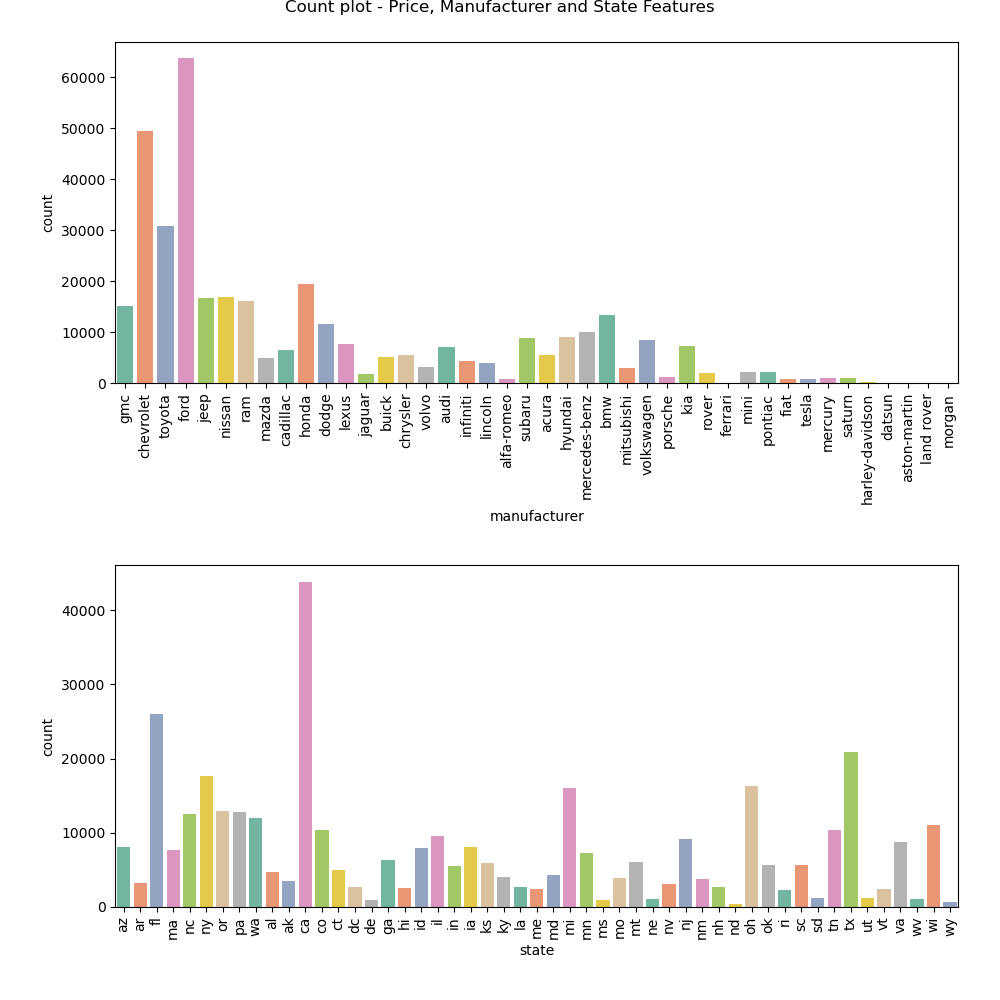 Count plot - Price, Manufacturer and State Features
60000
50000
40000
30000
20000
10000
0
count
gmc
chevrolet
toyota
ford
jeep
nissan
ram
mazda
cadillac
honda
dodge
lexus
jaguar
buick
chrysler
volvo
audi
infiniti
lincoln
alfa-romeo
subaru
acura
hyundai
mercedes-benz
bmw
mitsubishi
volkswagen
porsche
kia
rover
ferrari
mini
pontiac
fiat
tesla
mercury
saturn
harley-davidson
datsun
aston-martin
land rover
morgan
manufacturer
40000
30000
20000
10000
0
count
az
ar
fl
ma
nc
ny
or
pa
wa
al
ak
ca
co
ct
dc
de
ga
hi
id
il
in
ia
ks
ky
la
me
md
mi
mn
ms
mo
mt
ne
nv
nj
nm
nh
nd
oh
ok
ri
sc
sd
tn
tx
ut
vt
va
wv
wi
wy
state